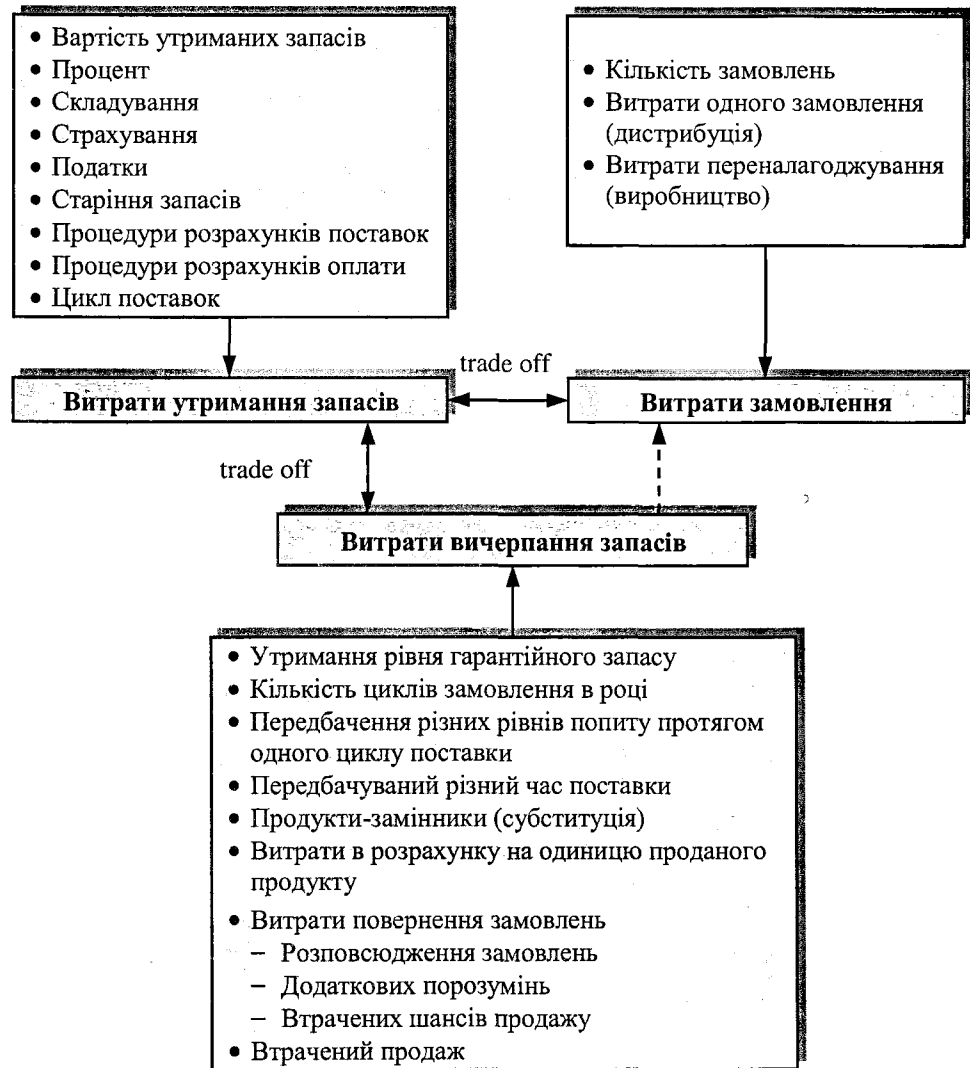 • Вартість утриманих запасів
• Процент
• Складування
• Страхування
• Податки
• Старіння запасів
• Процедури розрахунків поставок
• Процедури розрахунків оплати
• Цикл поставок
• Кількість замовлень
• Витрати одного замовлення
(дистрибуція)
• Витрати переналагоджування
(виробництво)
trade off
Витрати утримання запасів
Витрати замовлення
trade off
Витрати вичерпання запасів
• Утримання рівня гарантійного запасу
• Кількість циклів замовлення в році
• Передбачення різних рівнів попиту протягом
одного циклу поставки
• Передбачуваний різний час поставки
• Продукти-замінники (субституція)
• Витрати в розрахунку на одиницю проданого
продукту
• Витрати повернення замовлень
– Розповсюдження замовлень
– Додаткових порозумінь
– Втрачених шансів продажу
• Втрачений продаж